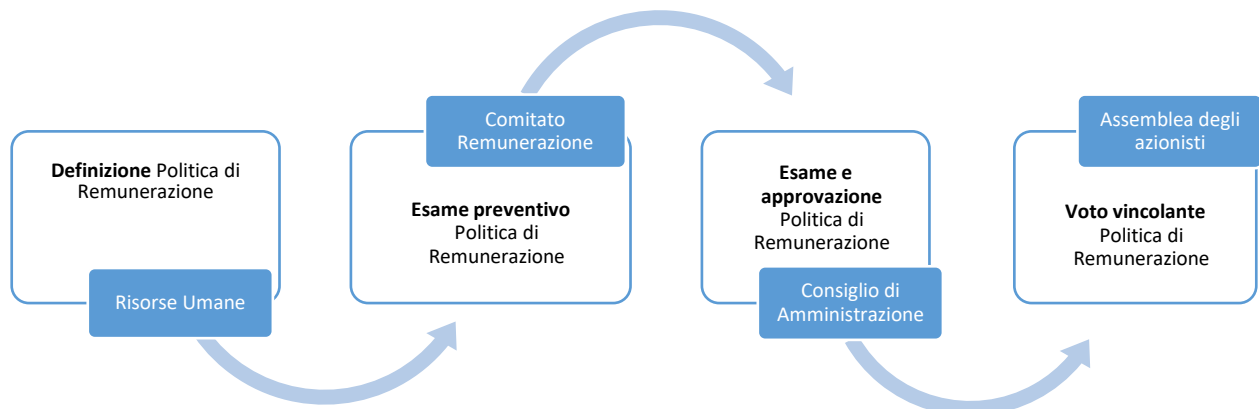 Definizione Politica di
Remunerazione
Risorse Umane
Comitato
Remunerazione
Esame preventivo
Politica di
Remunerazione
Esame e
approvazione
Politica di
Remunerazione
Consiglio di
Amministrazione
Assemblea degli
azionisti
Voto vincolante
Politica di
Remunerazione